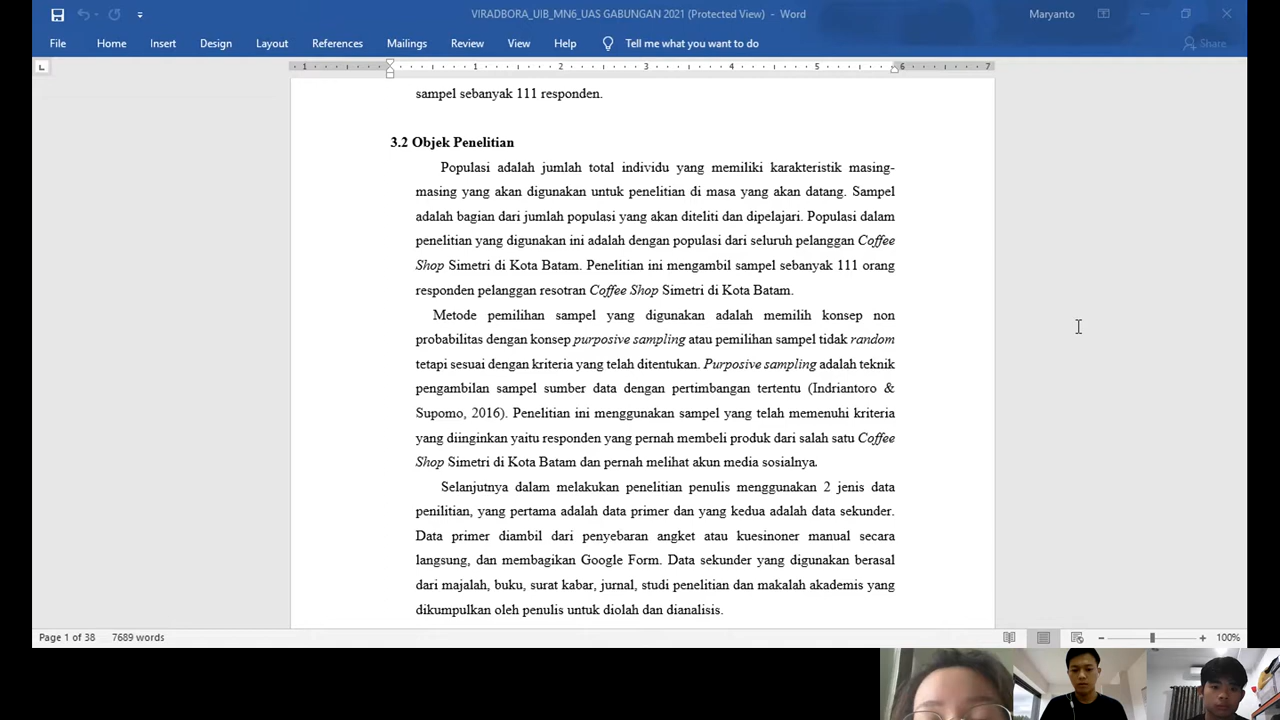 VIRADBORA_UIB_MN6_UAS GABUNGAN 2021 (Protected View) - Word
Maryanto
File Home Insert Design Layout References Mailings Review View Help Tell me what you want to do Share
1 1 2 3 4 5 6 7
sampel sebanyak 111 responden.
3.2 Objek Penelitian
Populasi adalah jumlah total individu yang memiliki karakteristik masing-
masing yang akan digunakan untuk penelitian di masa yang akan datang. Sampel
adalah bagian dari jumlah populasi yang akan diteliti dan dipelajari. Populasi dalam
penelitian yang digunakan ini adalah dengan populasi dari seluruh pelanggan Coffee
Shop Simetri di Kota Batam. Penelitian ini mengambil sampel sebanyak 111 orang
responden pelanggan resotran Coffee Shop Simetri di Kota Batam.
Metode pemilihan sampel yang digunakan adalah memilih konsep non
probabilitas dengan konsep purposive sampling atau pemilihan sampel tidak random
tetapi sesuai dengan kriteria yang telah ditentukan. Purposive sampling adalah teknik
pengambilan sampel sumber data dengan pertimbangan tertentu (Indriantoro &
Supomo, 2016). Penelitian ini menggunakan sampel yang telah memenuhi kriteria
yang diinginkan yaitu responden yang pernah membeli produk dari salah satu Coffee
Shop Simetri di Kota Batam dan pernah melihat akun media sosialnya.
Selanjutnya dalam melakukan penelitian penulis menggunakan 2 jenis data
penilitian, yang pertama adalah data primer dan yang kedua adalah data sekunder.
Data primer diambil dari penyebaran angket atau kuesinoner manual secara
langsung, dan membagikan Google Form. Data sekunder yang digunakan berasal
dari majalah, buku, surat kabar, jurnal, studi penelitian dan makalah akademis yang
dikumpulkan oleh penulis untuk diolah dan dianalisis.
Page 1 of 38 7689 words 100%